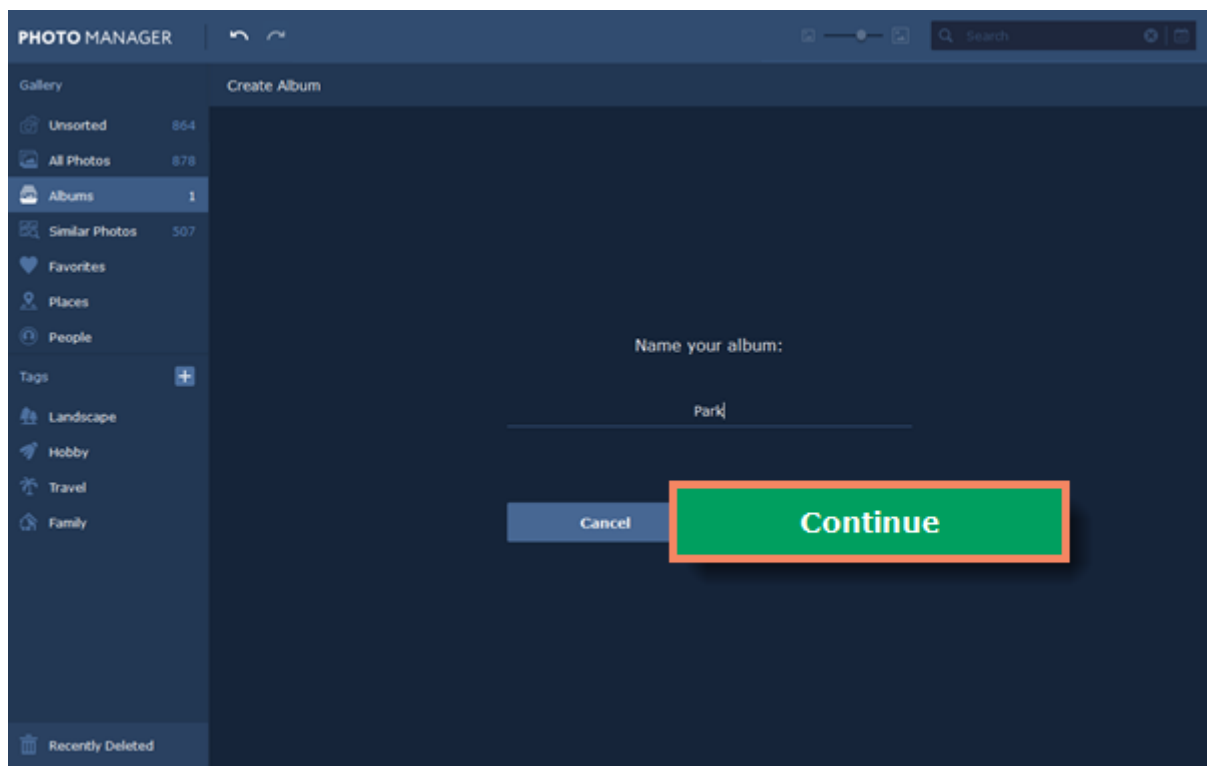 PHOTO MANAGER
Search
Gallery
Create Album
Unsorted 864
All Photos 878
Albums 1
Similar Photos 507
Favorites
Places
People
Name your album:
Tags
Park
Landscape
Hobby
Travel
Family
Cancel
Continue
Recently Deleted